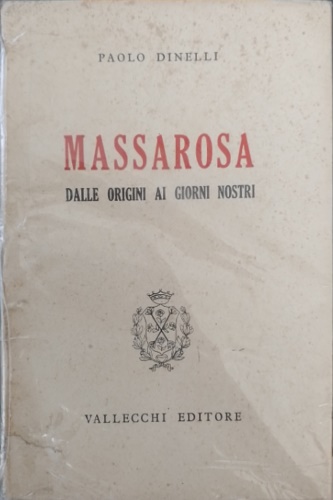 PAOLO DINELLI
MASSAROSA
DALLE ORIGINI AI GIORNI NOSTRI
VALLECCHI EDITORE